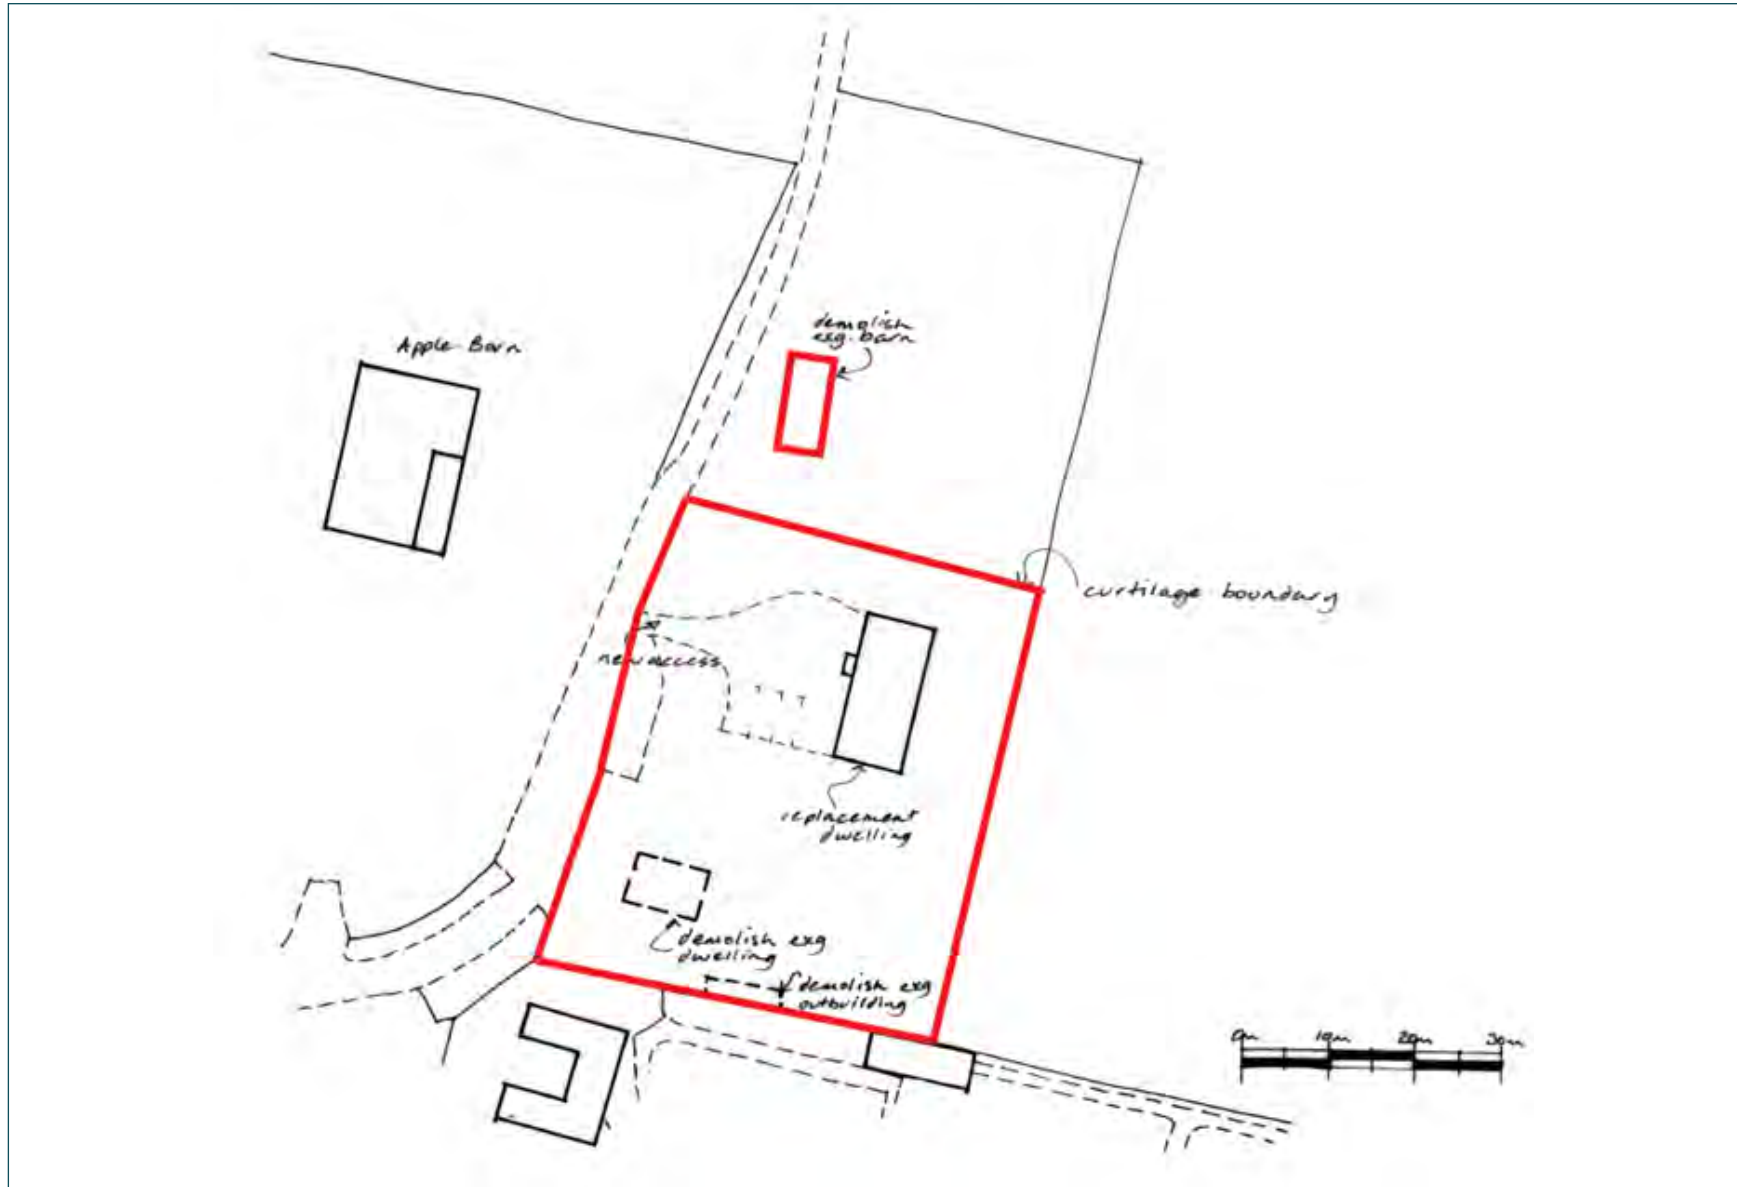 demolish
exg. barn
Apple Barn
curtilage boundary
new access
replacement
dwelling
demolish exg
dwelling
demolish exg
outbuilding
0m 10m 20m 30m